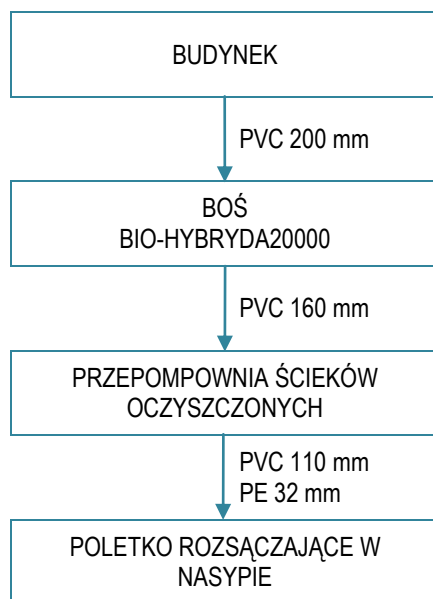 BUDYNEK
PVC 200 mm
BOŚ
BIO-HYBRYDA20000
PVC 160 mm
PRZEPOMPOWNIA ŚCIEKÓW
OCZYSZCZONYCH
PVC 110 mm
PE 32 mm
POLETKO ROZSĄCZAJĄCE W
NASYPIE